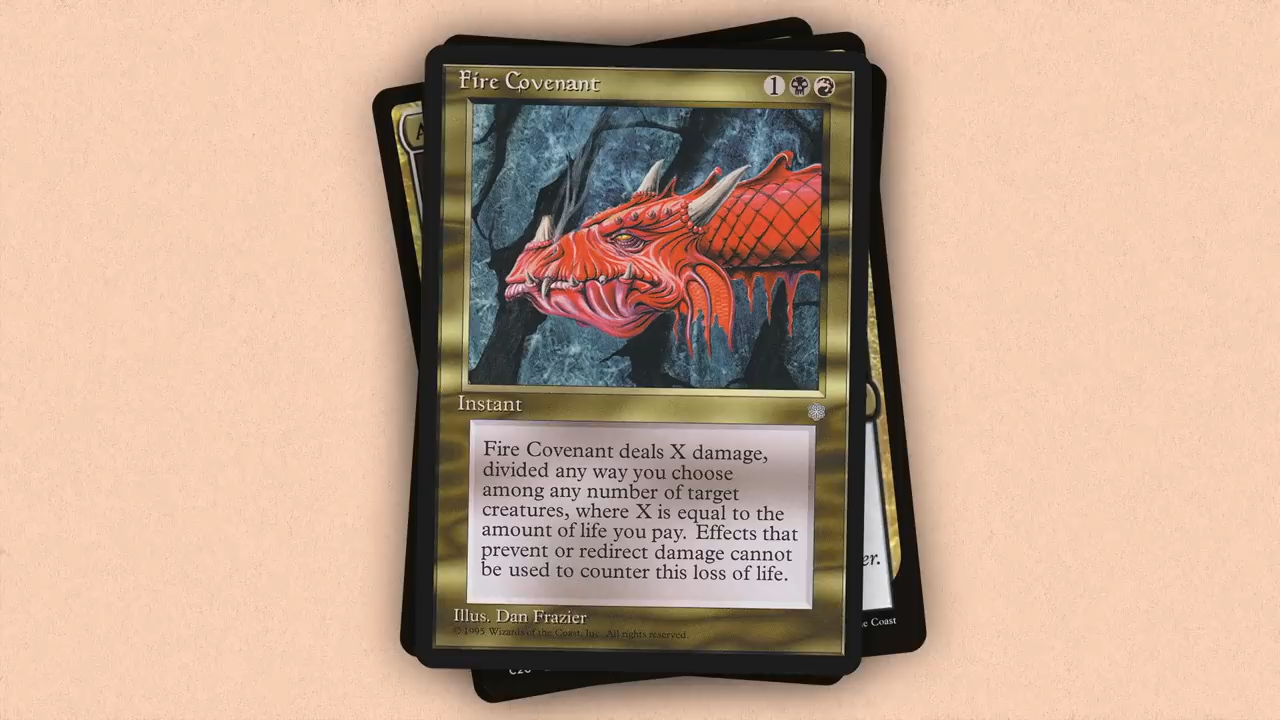 Fire Covenant
1
Instant
Fire Covenant deals X damage,
divided any way you choose
among any number of target
creatures, where X is equal to the
amount of life you pay. Effects that
prevent or redirect damage cannot
be used to counter this loss of life.
Illus. Dan Frazier
© 1995 Wizards of the Coast, Inc. All rights reserved.
er.
Coast